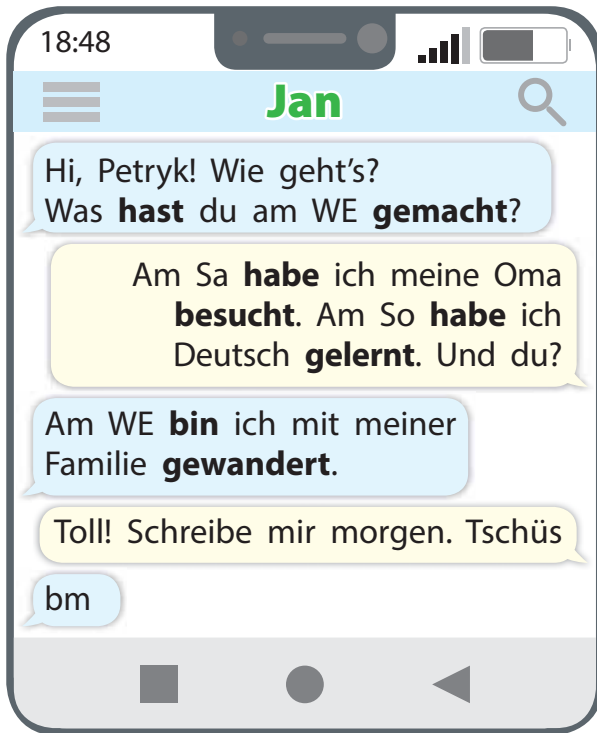 18:48
Jan
Hi, Petryk! Wie geht's?
Was hast du am WE gemacht?
Am Sa habe ich meine Oma
besucht. Am So habe ich
Deutsch gelernt. Und du?
Am WE bin ich mit meiner
Familie gewandert.
Toll! Schreibe mir morgen. Tschüs
bm